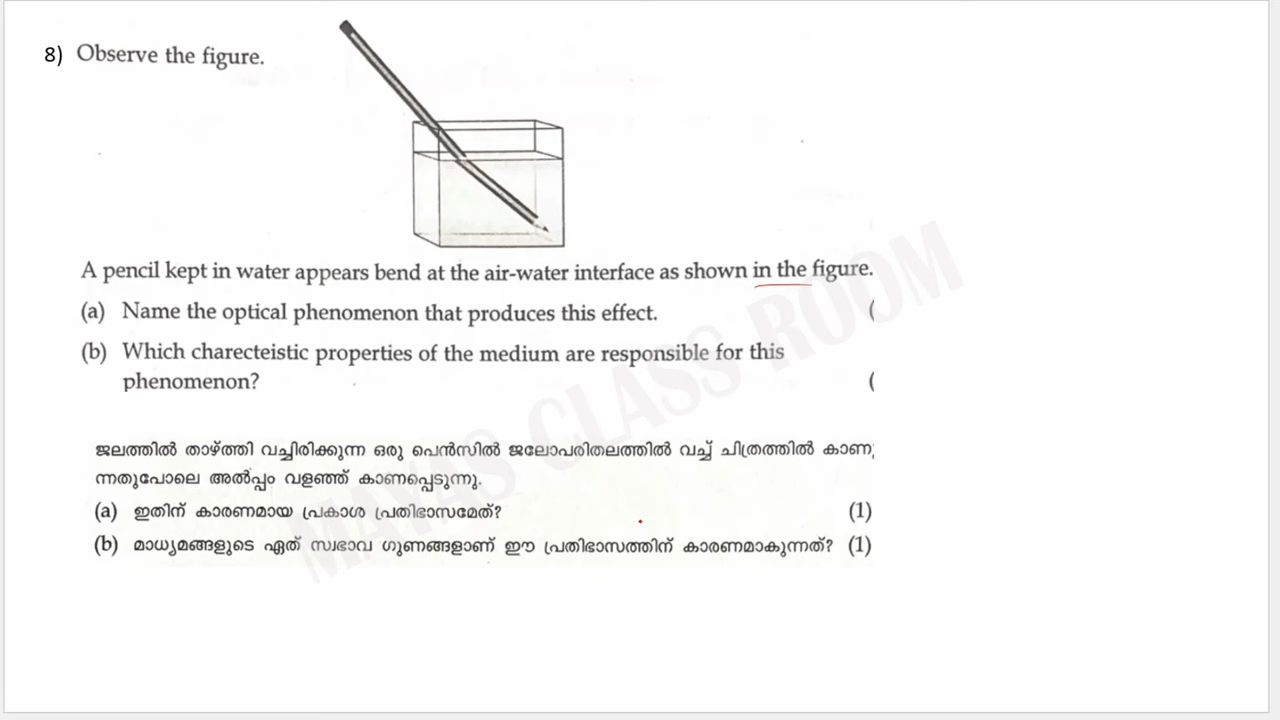 8) Observe the figure.
A pencil kept in water appears bend at the air-water interface as shown in the figure.
(a) Name the optical phenomenon that produces this effect. (
(b) Which charecteistic properties of the medium are responsible for this
phenomenon? (
ജലത്തിൽ താഴ്ത്തി വച്ചിരിക്കുന്ന ഒരു പെൻസിൽ ജലോപരിതലത്തിൽ വച്ച് ചിത്രത്തിൽ കാണു
ന്നതുപോലെ അൽപ്പം വളഞ്ഞ് കാണപ്പെടുന്നു.
(a) ഇതിന് കാരണമായ പ്രകാശ പ്രതിഭാസമേത്? (1)
(b) മാധ്യമങ്ങളുടെ ഏത് സ്വഭാവ ഗുണങ്ങളാണ് ഈ പ്രതിഭാസത്തിന് കാരണമാകുന്നത്? (1)
MAYAS CLASS ROOM